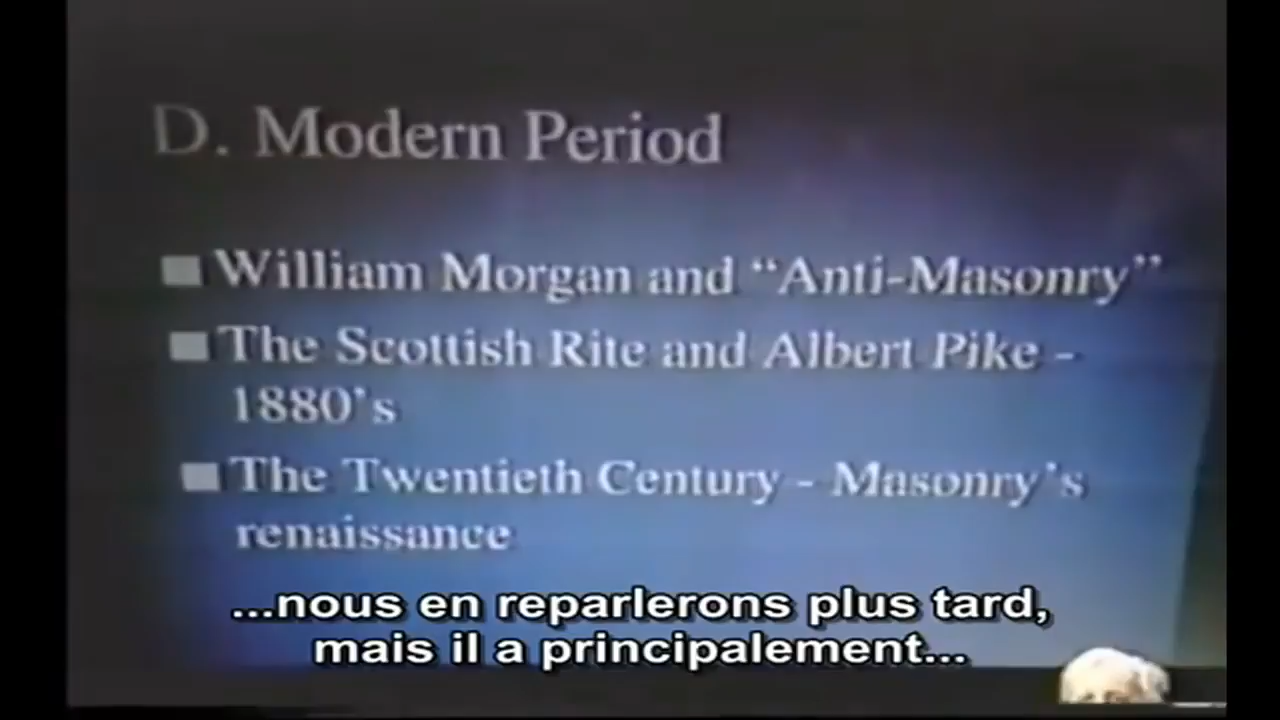 D. Modern Period
William Morgan and “Anti-Masonry”
The Scottish Rite and Albert Pike -
1880's
The Twentieth Century - Masonry's
renaissance
...nous en reparlerons plus tard,
mais il a principalement...